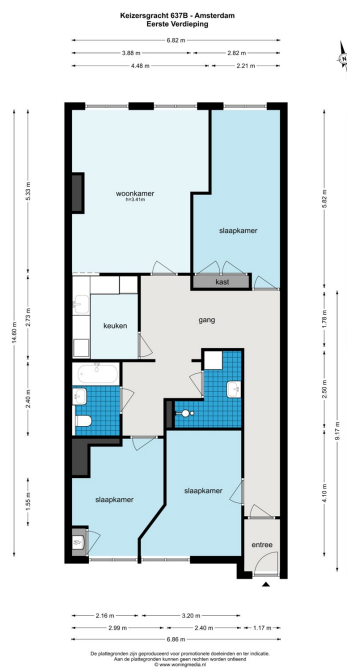 Keizersgracht 637B - Amsterdam
Eerste Verdieping
6.82 m
3.88 m
2.82 m
4.48 m
2.21 m
N
14.60 m
5.33 m
2.73 m
2.40 m
1.55 m
5.82 m
1.78 m
9.17 m
2.50 m
4.10 m
woonkamer
h=3.41m
slaapkamer
kast
keuken
gang
slaapkamer
slaapkamer
entree
2.16 m
3.20 m
2.99 m
2.40 m
1.17 m
6.86 m
De plattegronden zijn geproduceerd voor promotionele doeleinden en ter indicatie.
Aan de plattegronden kunnen geen rechten worden ontleend
© www.woningmedia.nl